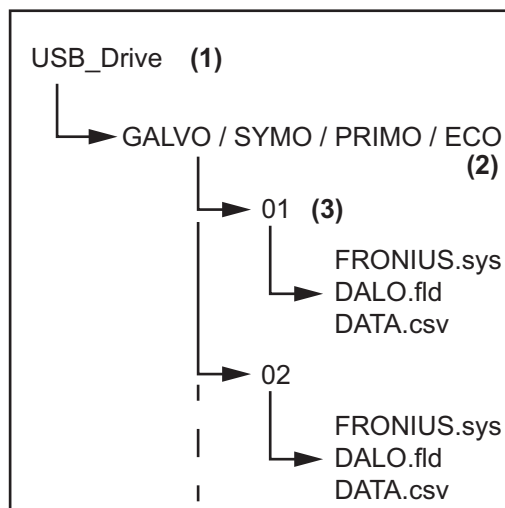 USB_Drive (1)
GALVO / SYMO / PRIMO / ECO
(2)
01 (3)
FRONIUS.sys
DALO.fld
DATA.csv
02
FRONIUS.sys
DALO.fld
DATA.csv